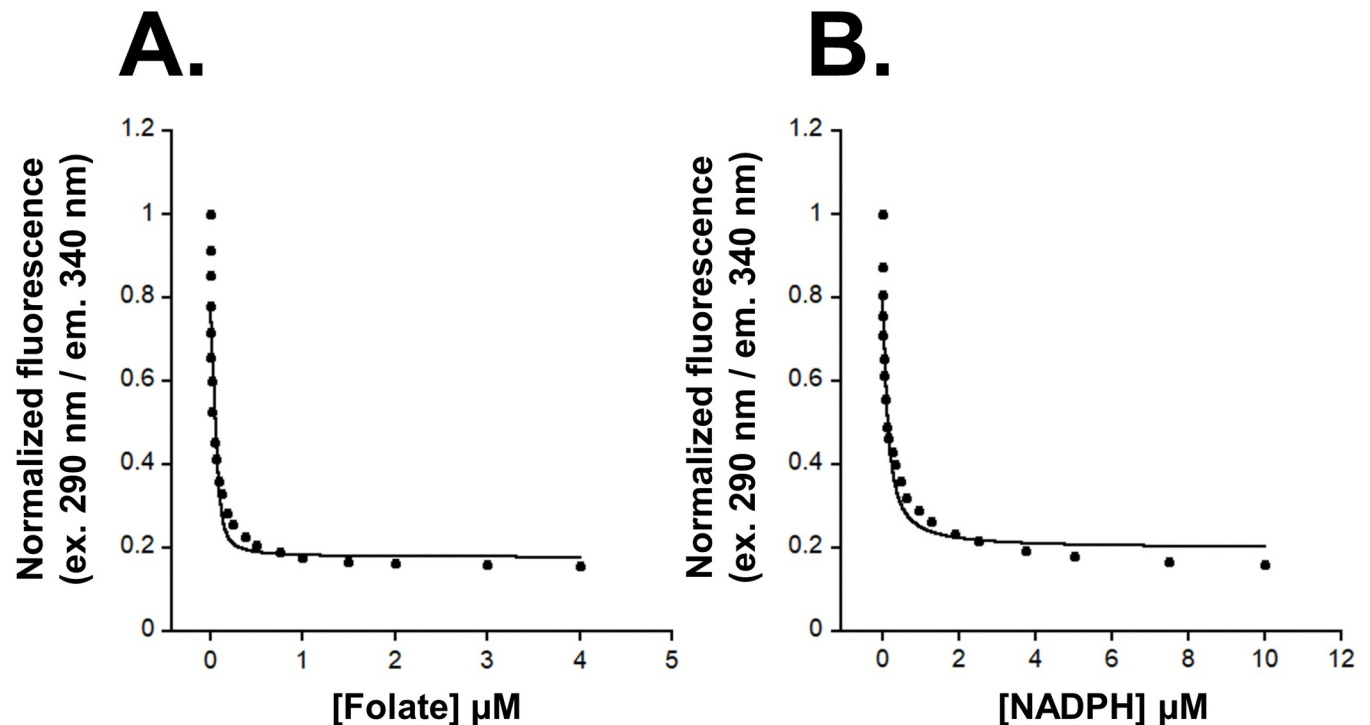 A.
Normalized fluorescence
(ex. 290 nm / em. 340 nm)
1.2
1
0.8
0.6
0.4
0.2
0
0 1 2 3 4 5
[Folate] µM
B.
Normalized fluorescence
(ex. 290 nm / em. 340 nm)
1.2
1
0.8
0.6
0.4
0.2
0
0 2 4 6 8 10 12
[NADPH] µM